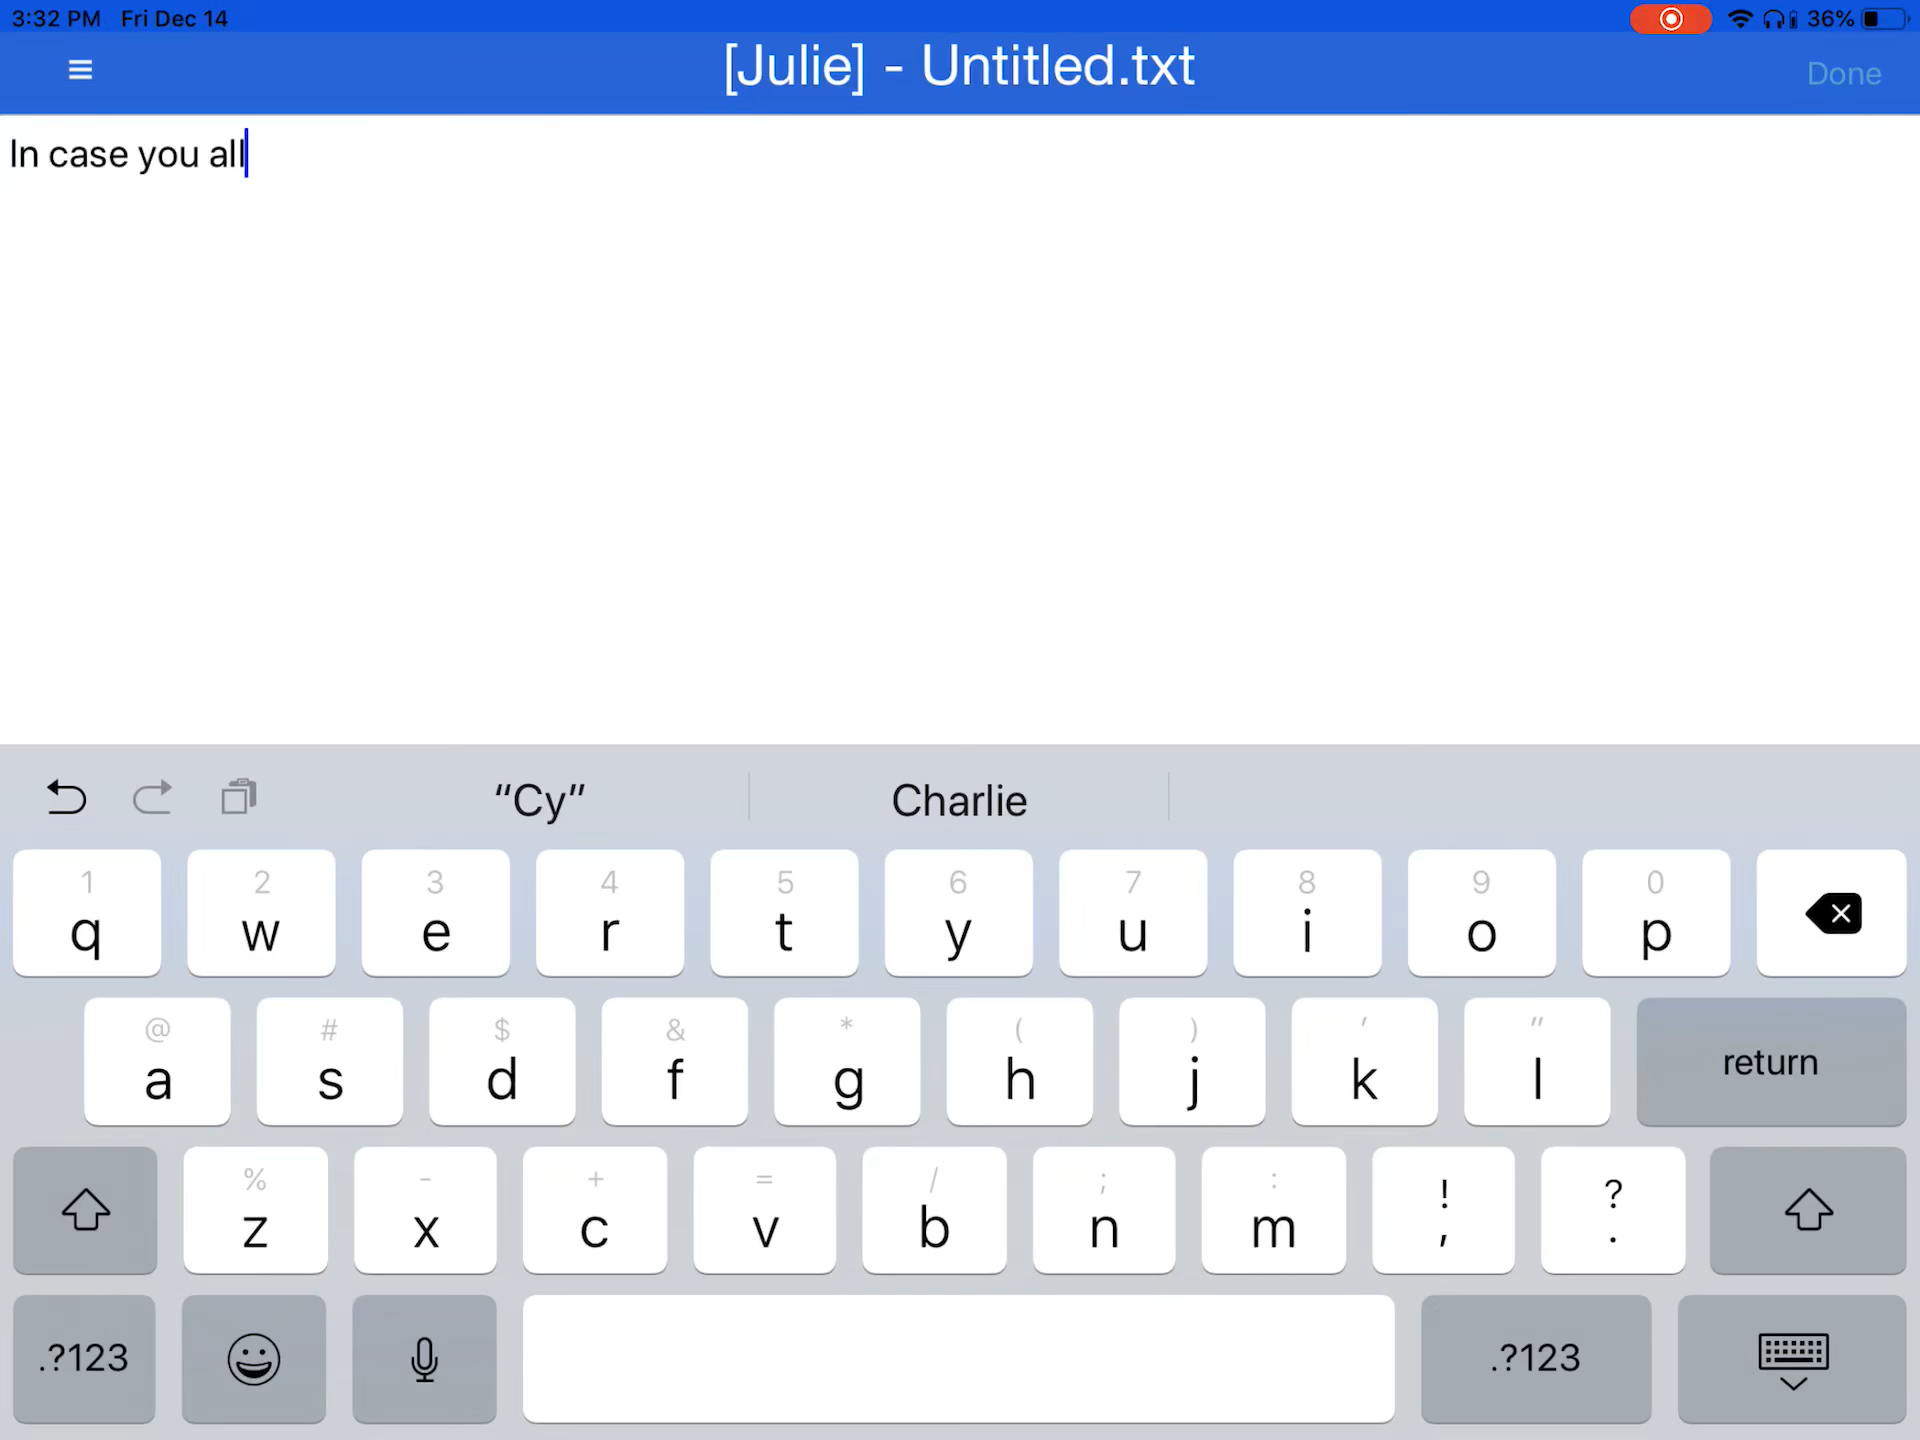 3:32 PM Fri Dec 14 36%
[Julie] - Untitled.txt Done
In case you all
“Cy” Charlie
1 2 3 4 5 6 7 8 9 0
q w e r t y u i o p
@ # $ & * ( ) ' "
a s d f g h j k l return
% - + = / ; : ! ?
z x c v b n m , .
.?123 .?123